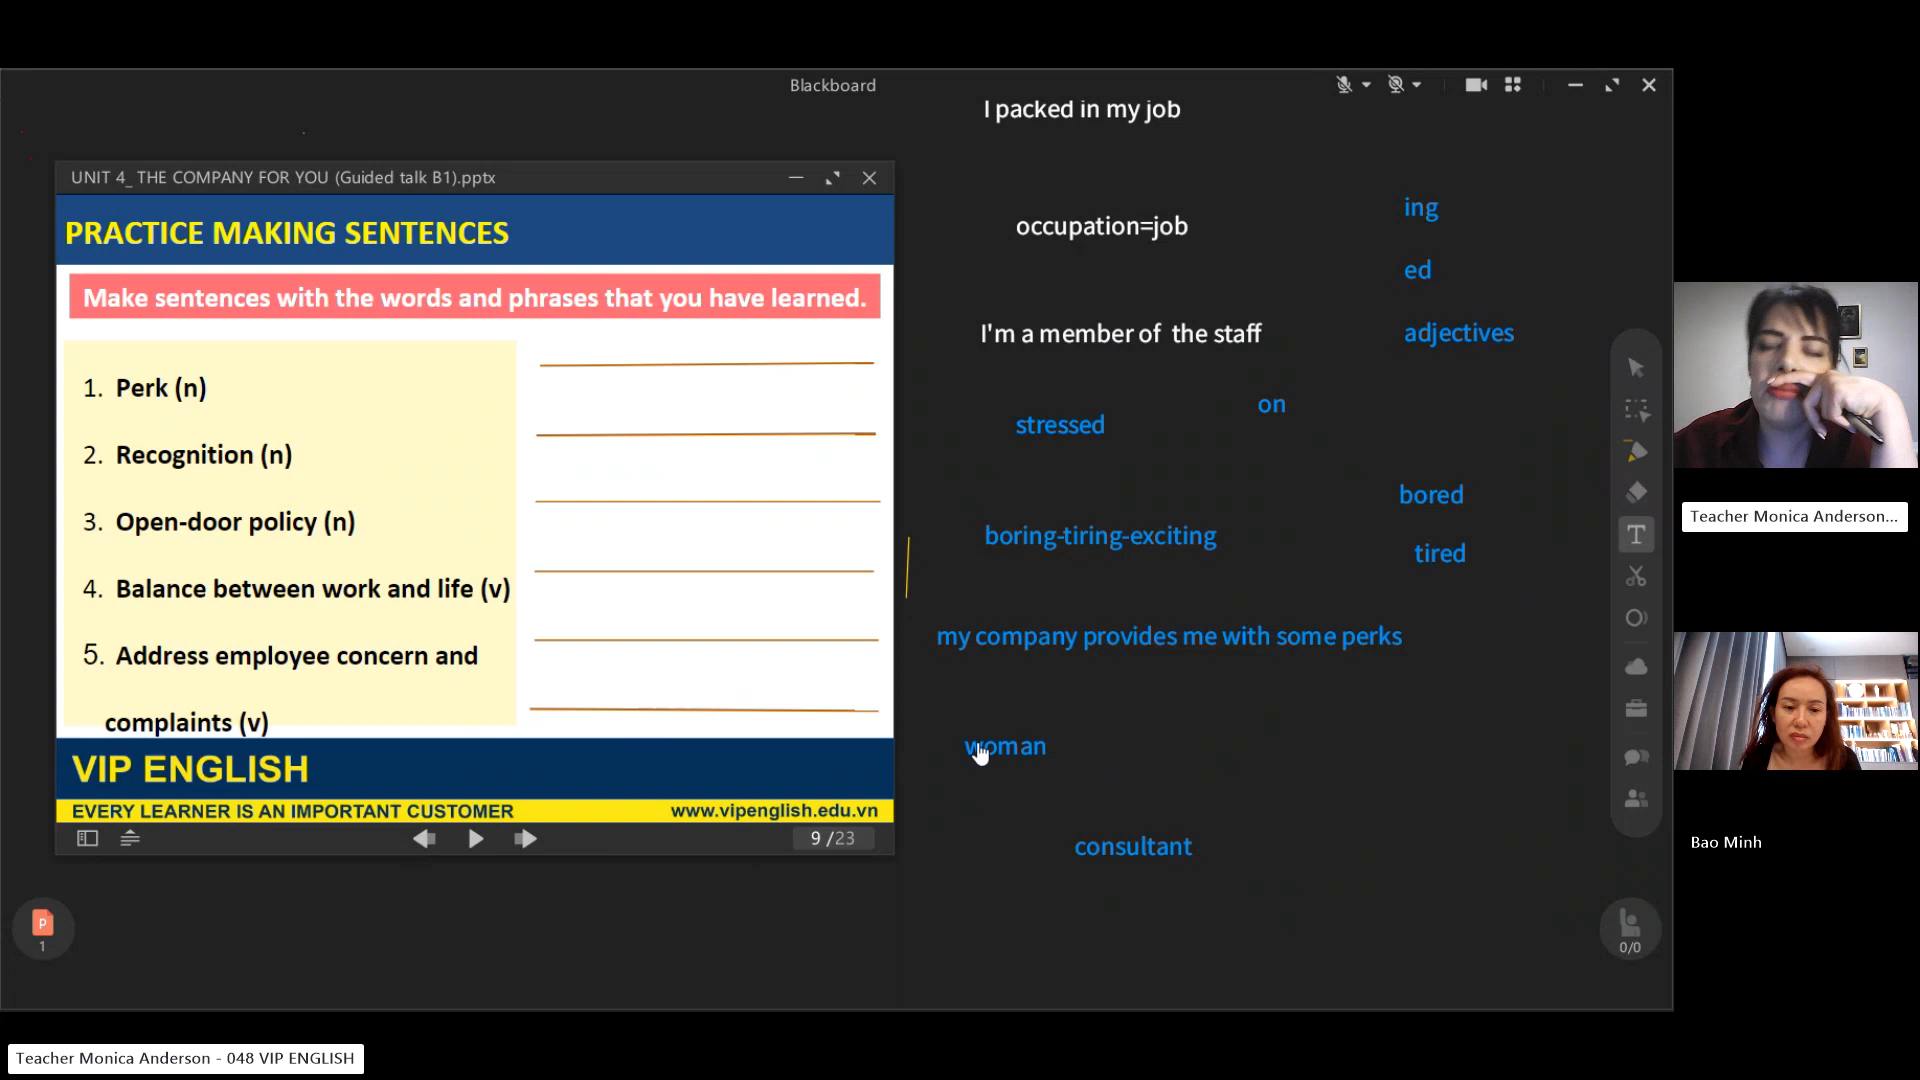 Blackboard
I packed in my job
UNIT 4_ THE COMPANY FOR YOU (Guided talk B1).pptx
PRACTICE MAKING SENTENCES
Make sentences with the words and phrases that you have learned.
1. Perk (n)
2. Recognition (n)
3. Open-door policy (n)
4. Balance between work and life (v)
5. Address employee concern and
complaints (v)
VIP ENGLISH
EVERY LEARNER IS AN IMPORTANT CUSTOMER
www.vipenglish.edu.vn
9 /23
occupation=job
ing
ed
I'm a member of the staff
adjectives
on
stressed
bored
boring-tiring-exciting
tired
my company provides me with some perks
woman
consultant
T
P
1
0/0
Teacher Monica Anderson...
Bao Minh
Teacher Monica Anderson - 048 VIP ENGLISH